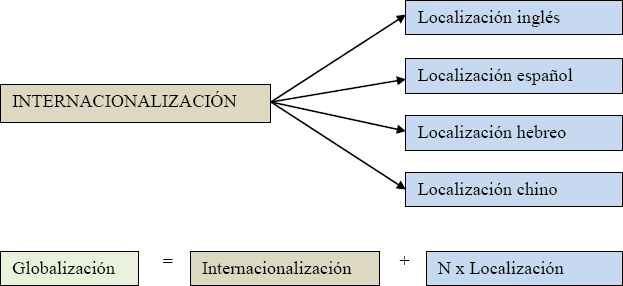 Localización inglés
Localización español
INTERNACIONALIZACIÓN
Localización hebreo
Localización chino
Globalización = Internacionalización + N x Localización